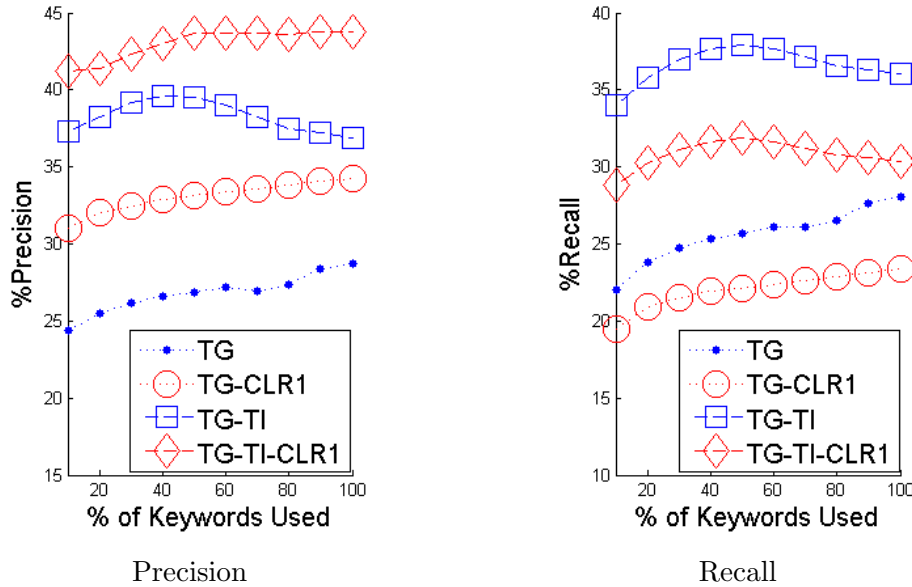 45
40
35
30
25
20
15
%Precision
TG
TG-CLR1
TG-TI
TG-TI-CLR1
20 40 60 80 100
% of Keywords Used
Precision
40
35
30
25
20
15
10
%Recall
TG
TG-CLR1
TG-TI
TG-TI-CLR1
20 40 60 80 100
% of Keywords Used
Recall